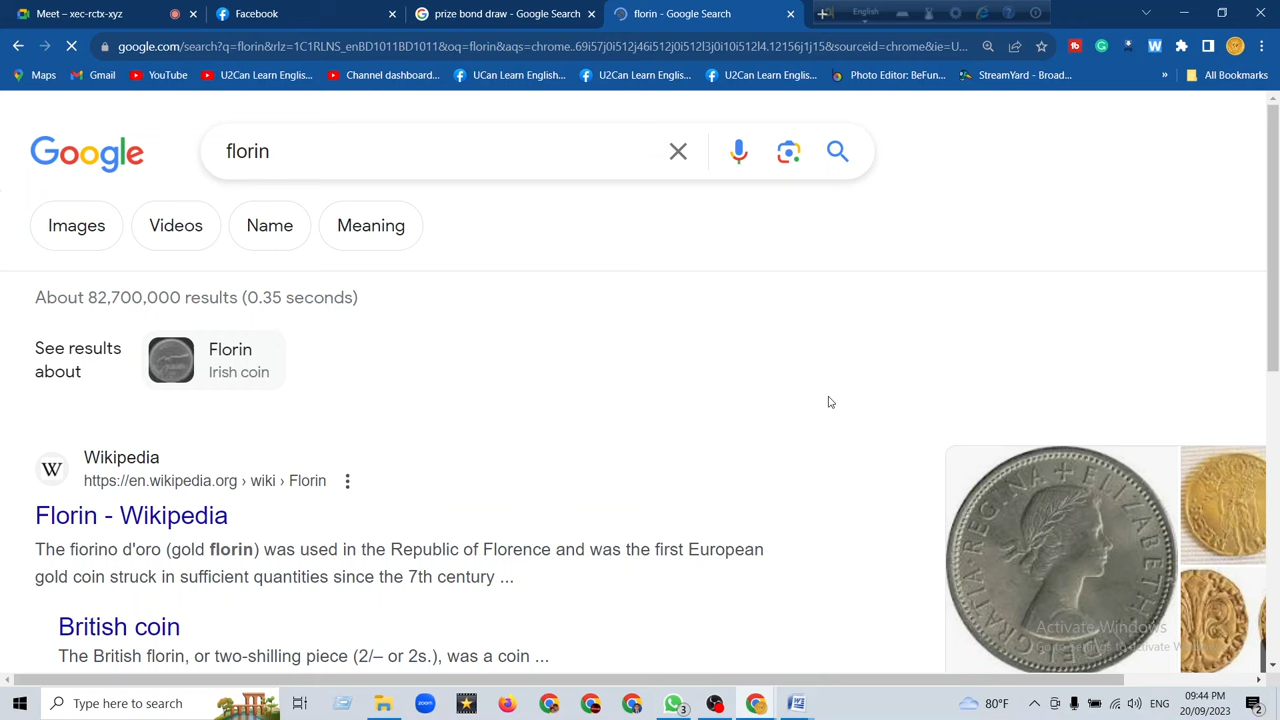 Meet – xec-rctx-xyz
Facebook
prize bond draw - Google Search
florin - Google Search
English
google.com/search?q=florin&rlz=1C1RLNS_enBD1011BD1011&oq=florin&aqs=chrome..69i57j0i512j46i512j0i512l3j0i10i512l4.12156j1j15&sourceid=chrome&ie=U...
Maps
Gmail
YouTube
U2Can Learn Englis...
Channel dashboard...
UCan Learn English...
U2Can Learn Englis...
U2Can Learn Englis...
Photo Editor: BeFun...
StreamYard - Broad...
»
All Bookmarks
Google
florin
Images
Videos
Name
Meaning
About 82,700,000 results (0.35 seconds)
See results about
Florin
Irish coin
Wikipedia
https://en.wikipedia.org › wiki › Florin
Florin - Wikipedia
The fiorino d'oro (gold florin) was used in the Republic of Florence and was the first European
gold coin struck in sufficient quantities since the 7th century ...
British coin
The British florin, or two-shilling piece (2/– or 2s.), was a coin ...
GRATIA REGINA + ELIZABETH
Activate Windows
Type here to search
zoom
3
80°F
ENG
09:44 PM
20/09/2023
2